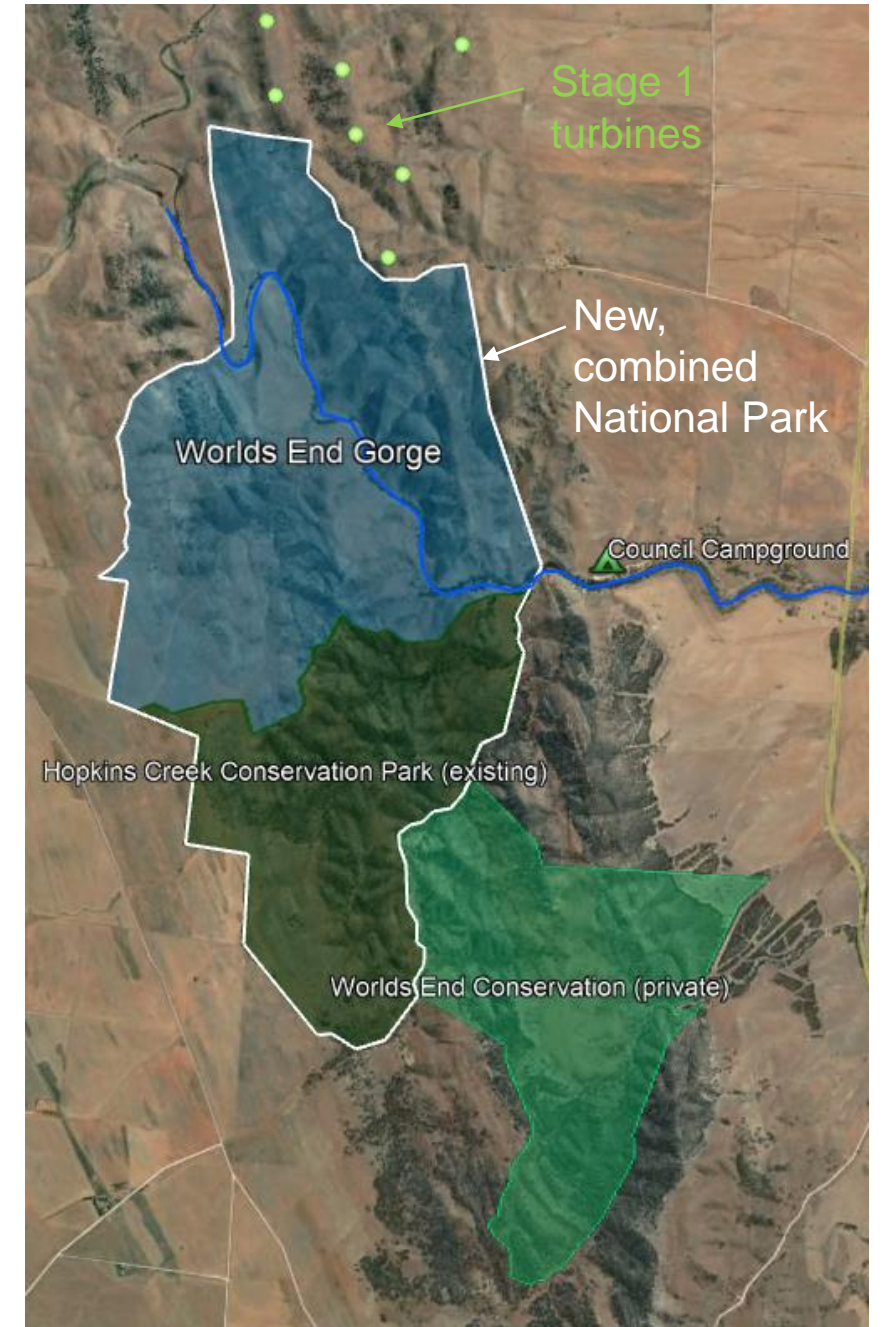 Stage 1
turbines
New,
combined
National Park
Worlds End Gorge
Council Campground
Hopkins Creek Conservation Park (existing)
Worlds End Conservation (private)